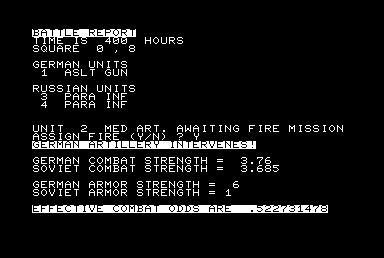 BATTLE REPORT
TIME IS  400  HOURS
SQUARE  0 , 8
GERMAN UNITS
1  ASLT GUN
RUSSIAN UNITS
3  PARA INF
4  PARA INF
UNIT  2  MED ART. AWAITING FIRE MISSION
ASSIGN FIRE (Y/N) ? Y
GERMAN ARTILLERY INTERVENES!
GERMAN COMBAT STRENGTH =  3.76
SOVIET COMBAT STRENGTH =  3.685
GERMAN ARMOR STRENGTH =  6
SOVIET ARMOR STRENGTH = 1
EFFECTIVE COMBAT ODDS ARE  .522731478